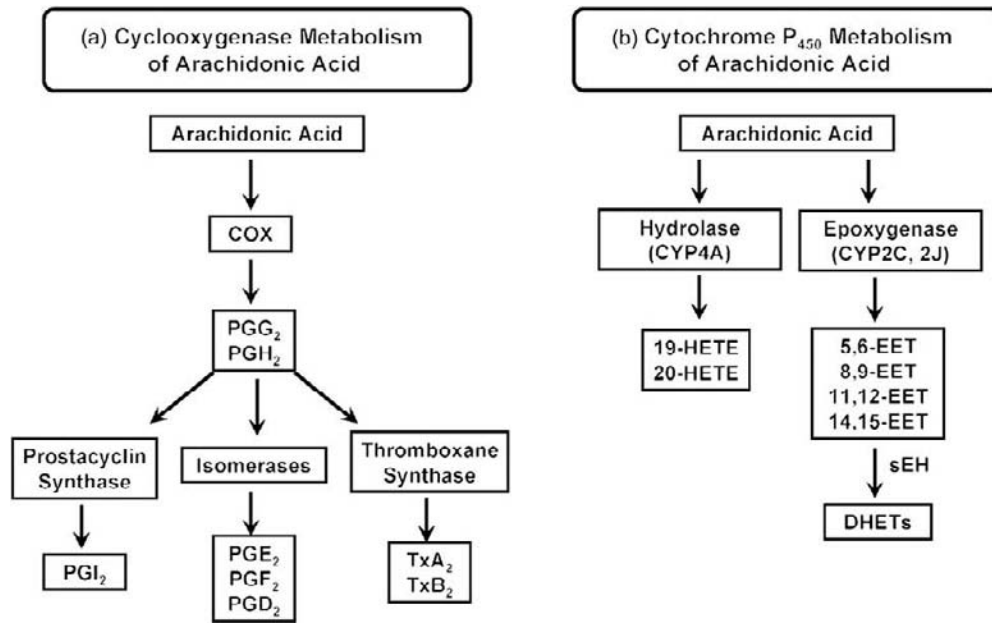 (a) Cyclooxygenase Metabolism
of Arachidonic Acid
Arachidonic Acid
COX
PGG₂
PGH₂
Prostacyclin
Synthase
Isomerases
Thromboxane
Synthase
PGI₂
PGE₂
PGF₂
PGD₂
TxA₂
TxB₂
(b) Cytochrome P₄₅₀ Metabolism
of Arachidonic Acid
Arachidonic Acid
Hydrolase
(CYP4A)
Epoxygenase
(CYP2C, 2J)
19-HETE
20-HETE
5,6-EET
8,9-EET
11,12-EET
14,15-EET
sEH
DHETs